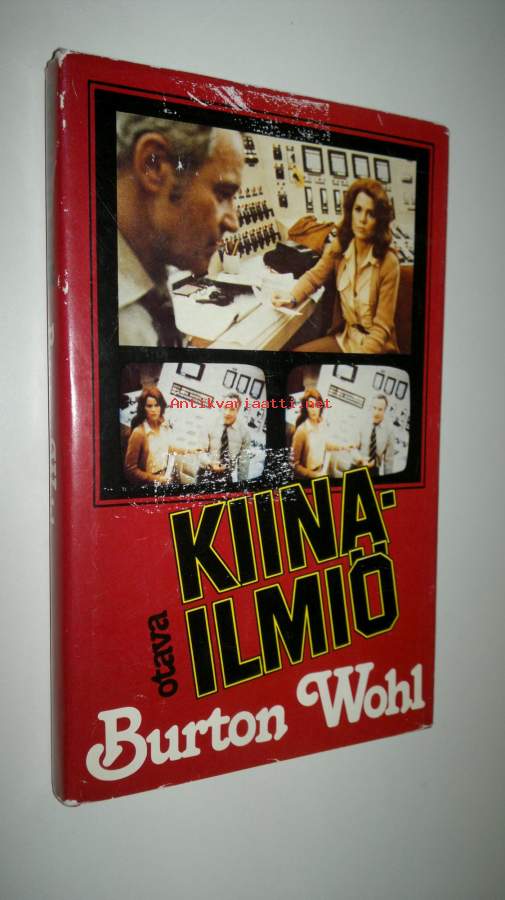 Antikvariaatti.net
KIINA-
ILMIÖ
otava
Burton Wohl